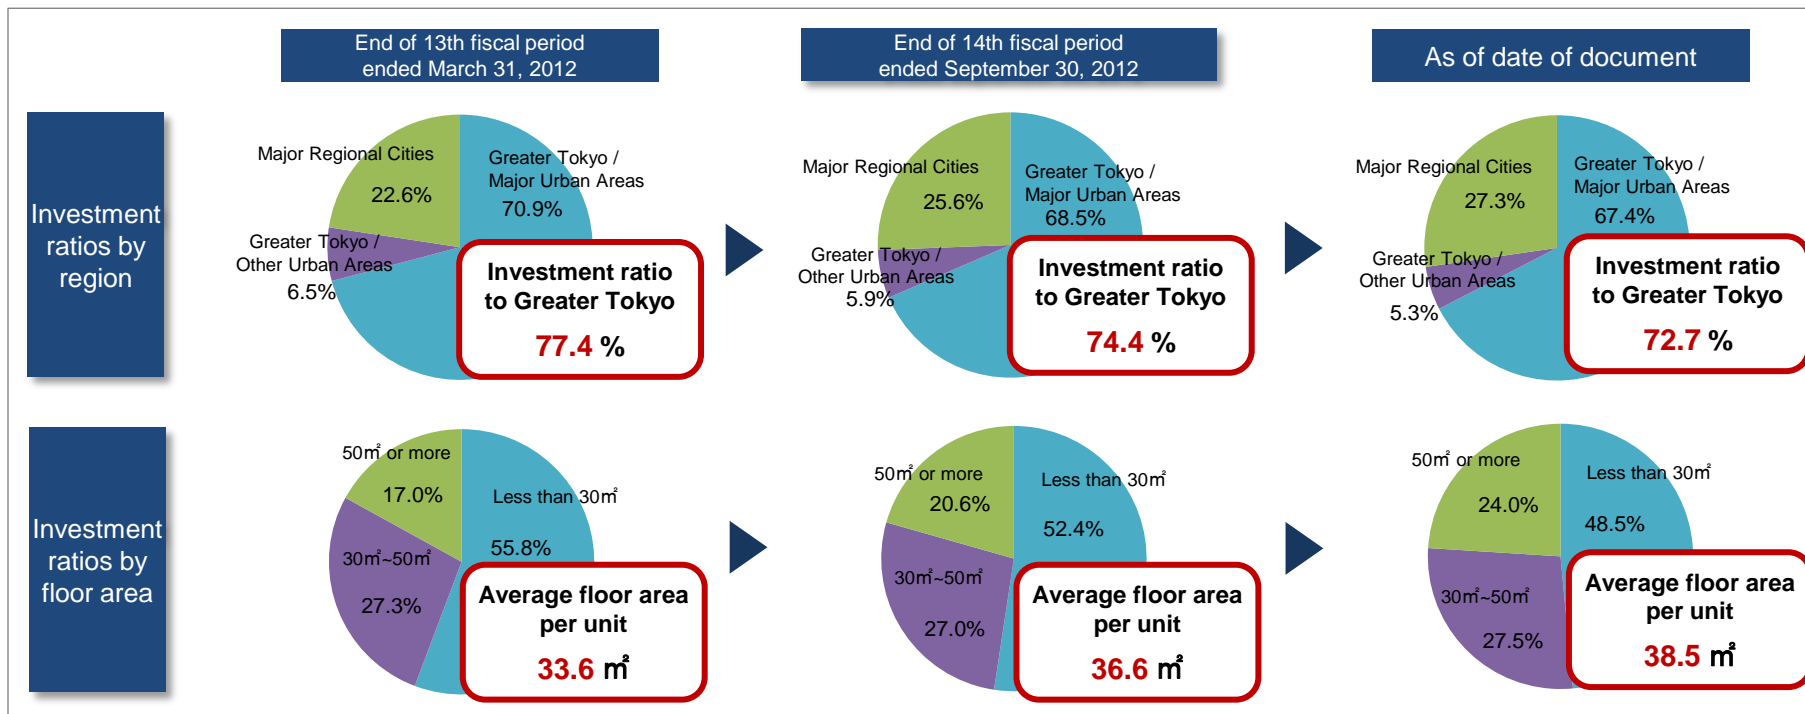 End of 13th fiscal period
ended March 31, 2012
End of 14th fiscal period
ended September 30, 2012
As of date of document
Investment
ratios by
region
Major Regional Cities
22.6%
Greater Tokyo /
Major Urban Areas
70.9%
Greater Tokyo /
Other Urban Areas
6.5%
Investment ratio
to Greater Tokyo
77.4 %
Major Regional Cities
25.6%
Greater Tokyo /
Major Urban Areas
68.5%
Greater Tokyo /
Other Urban Areas
5.9%
Investment ratio
to Greater Tokyo
74.4 %
Major Regional Cities
27.3%
Greater Tokyo /
Major Urban Areas
67.4%
Greater Tokyo /
Other Urban Areas
5.3%
Investment ratio
to Greater Tokyo
72.7 %
Investment
ratios by
floor area
50㎡ or more
17.0%
Less than 30㎡
55.8%
30㎡~50㎡
27.3%
Average floor area
per unit
33.6 ㎡
50㎡ or more
20.6%
Less than 30㎡
52.4%
30㎡~50㎡
27.0%
Average floor area
per unit
36.6 ㎡
50㎡ or more
24.0%
Less than 30㎡
48.5%
30㎡~50㎡
27.5%
Average floor area
per unit
38.5 ㎡